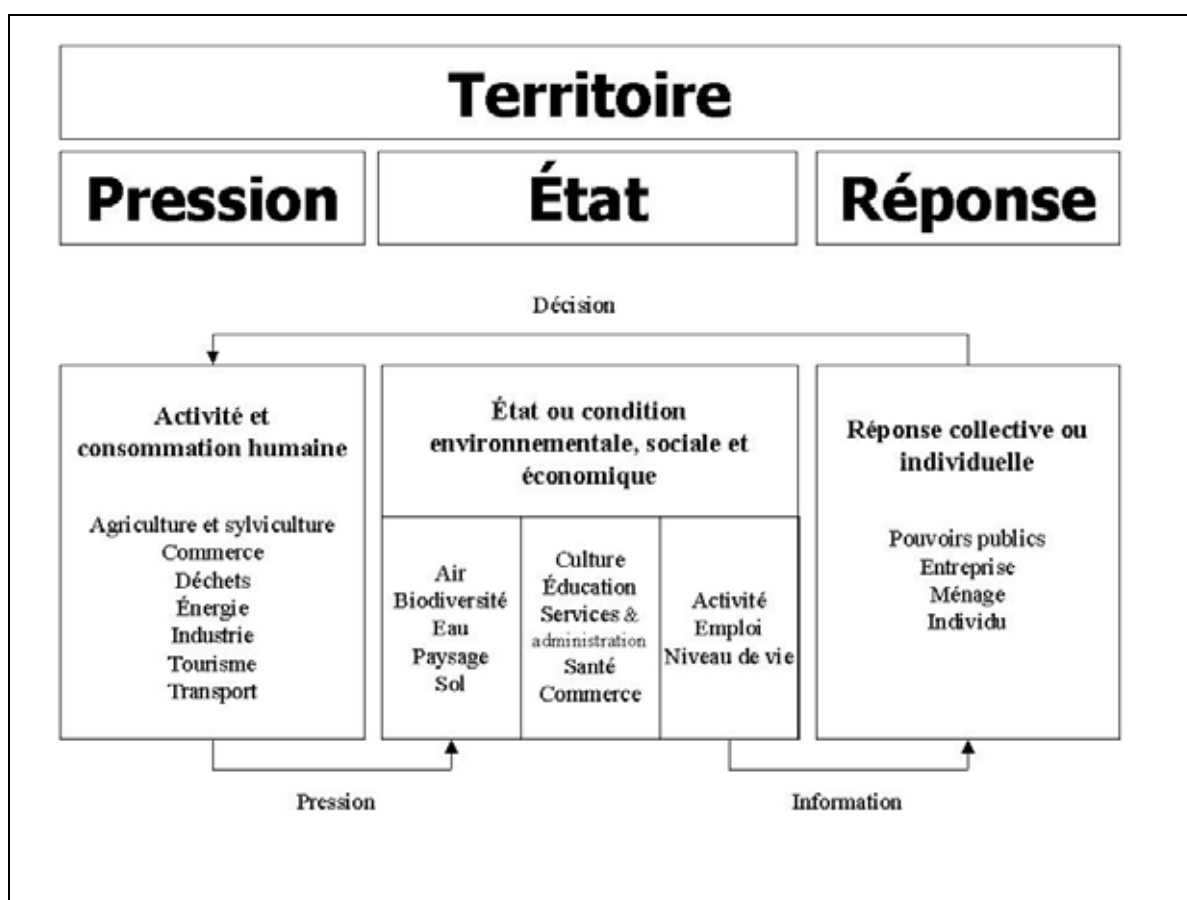 Territoire
Pression
État
Réponse
Décision
Activité et
consommation humaine
Agriculture et sylviculture
Commerce
Déchets
Énergie
Industrie
Tourisme
Transport
État ou condition
environnementale, sociale et
économique
Air
Biodiversité
Eau
Paysage
Sol
Culture
Éducation
Services &
administration
Santé
Commerce
Activité
Emploi
Niveau de vie
Réponse collective ou
individuelle
Pouvoirs publics
Entreprise
Ménage
Individu
Pression
Information